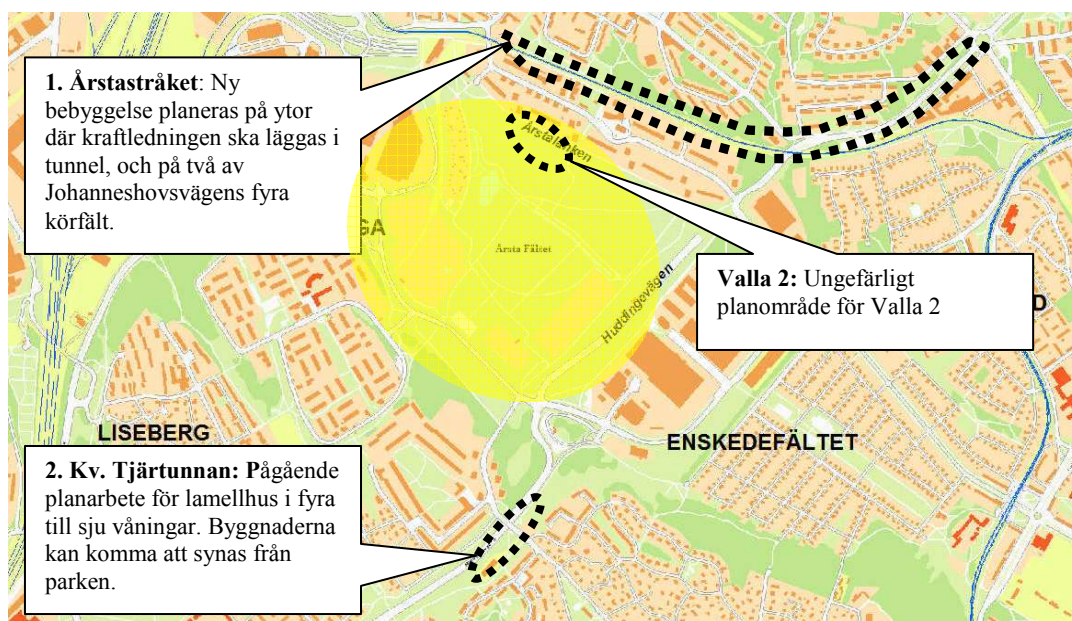 1. Årstastråket: Ny
bebyggelse planeras på ytor
där kraftledningen ska läggas i
tunnel, och på två av
Johanneshovsvägens fyra
körfält.
Årstalänken
GA
Årsta Fältet
Huddingevägen
Valla 2: Ungefärligt
planområde för Valla 2
D
LISEBERG
ENSKEDEFÄLTET
2. Kv. Tjärtunnan: Pågående
planarbete för lamellhus i fyra
till sju våningar. Byggnaderna
kan komma att synas från
parken.